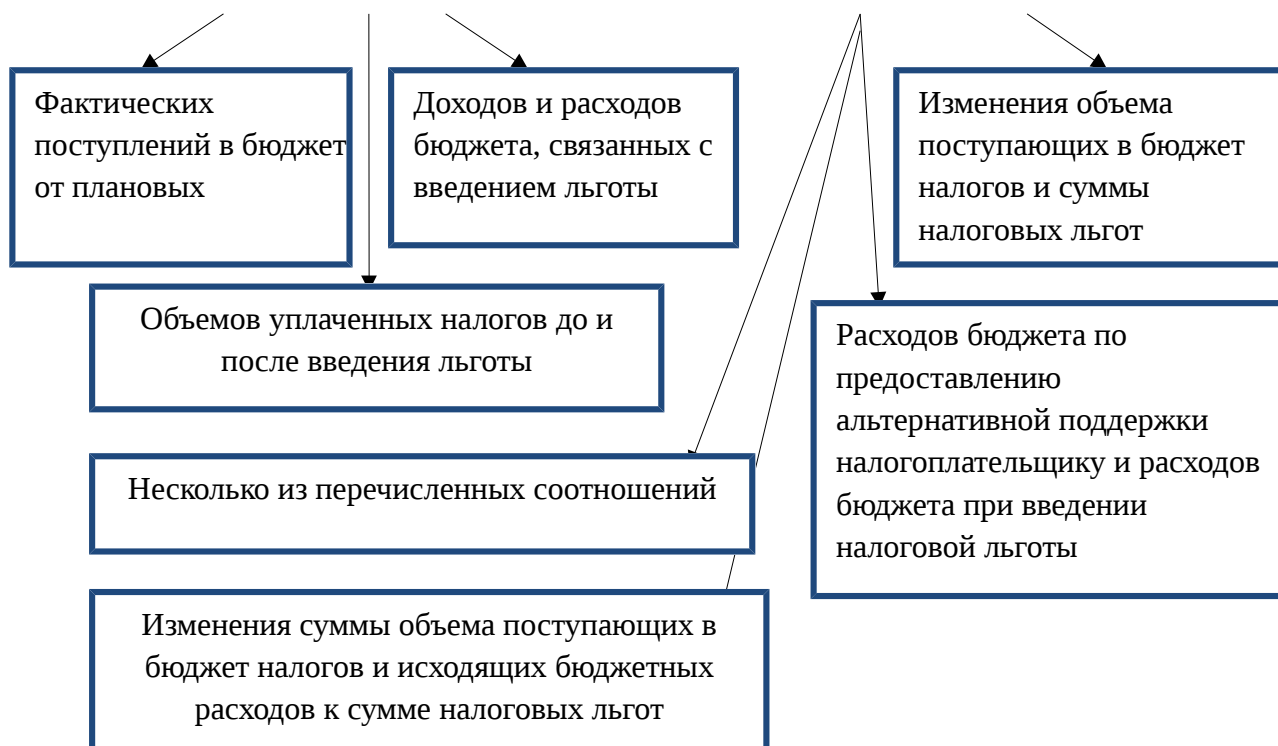 Фактических
поступлений в бюджет
от плановых
Доходов и расходов
бюджета, связанных с
введением льготы
Изменения объема
поступающих в бюджет
налогов и суммы
налоговых льгот
Объемов уплаченных налогов до и
после введения льготы
Расходов бюджета по
предоставлению
альтернативной поддержки
налогоплательщику и расходов
бюджета при введении
налоговой льготы
Несколько из перечисленных соотношений
Изменения суммы объема поступающих в
бюджет налогов и исходящих бюджетных
расходов к сумме налоговых льгот